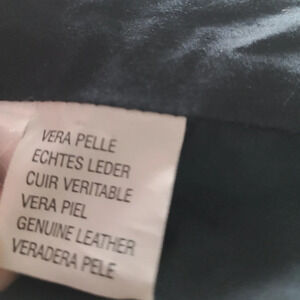 VERA PELLE
ECHTES LEDER
CUIR VERITABLE
VERA PIEL
GENUINE LEATHER
VERADERA PELE